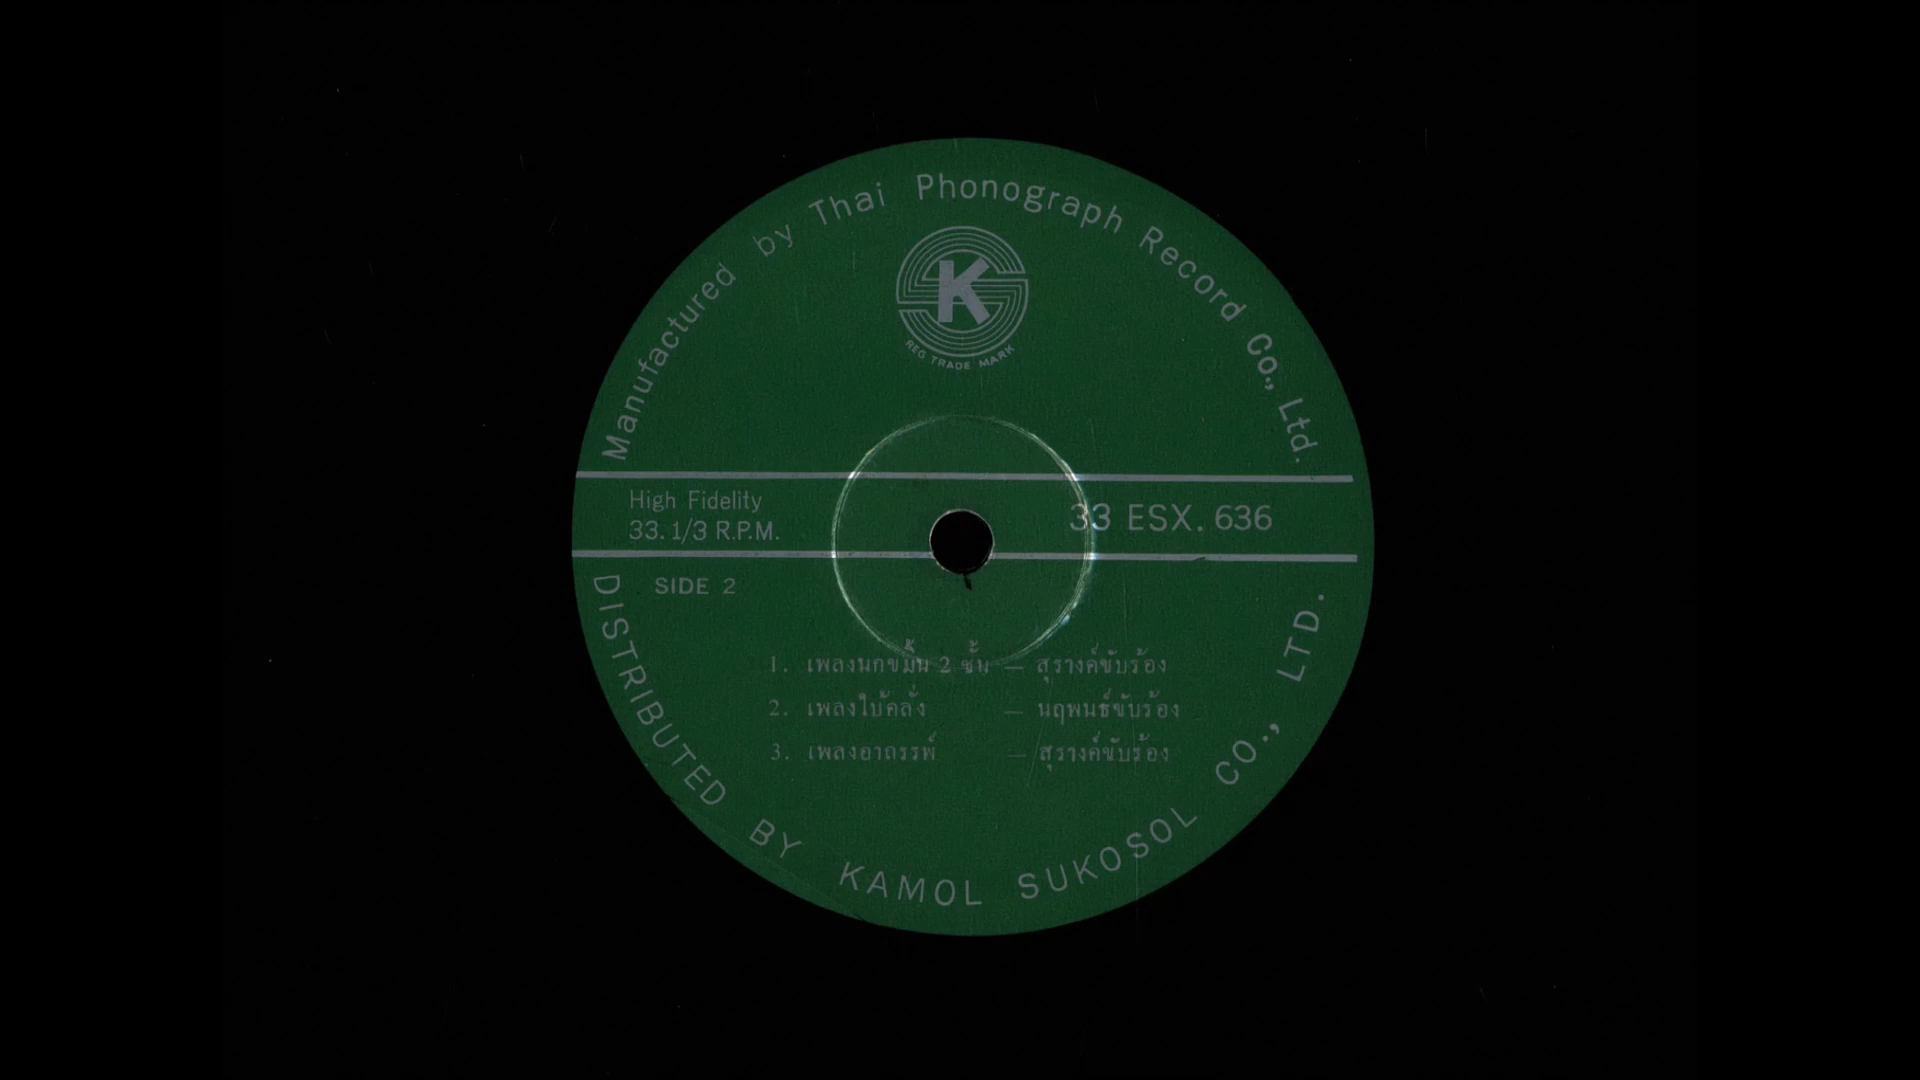 Manufactured by Thai Phonograph Record Co., Ltd.
K
REG TRADE MARK
High Fidelity
33.1/3 R.P.M.
33 ESX. 636
SIDE 2
1. เพลงนกขมิ้น 2 ชั้น — สุรางค์ขับร้อง
2. เพลงใบ้คลั่ง — นฤพนธ์ขับร้อง
3. เพลงอาถรรพ์ — สุรางค์ขับร้อง
DISTRIBUTED BY KAMOL SUKOSOL CO., LTD.